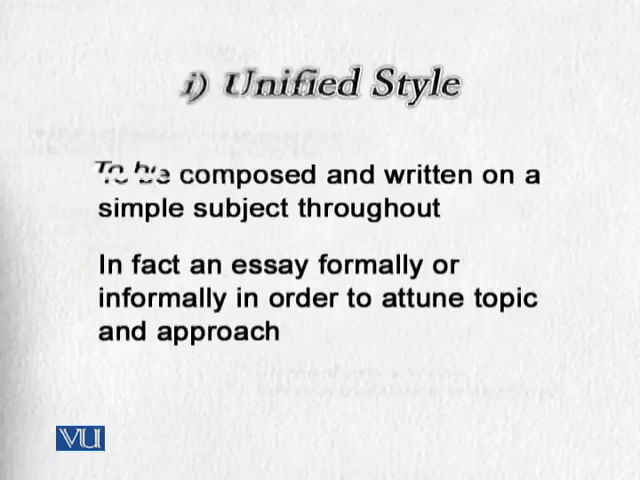 i) Unified Style
To be composed and written on a
simple subject throughout
In fact an essay formally or
informally in order to attune topic
and approach
VU